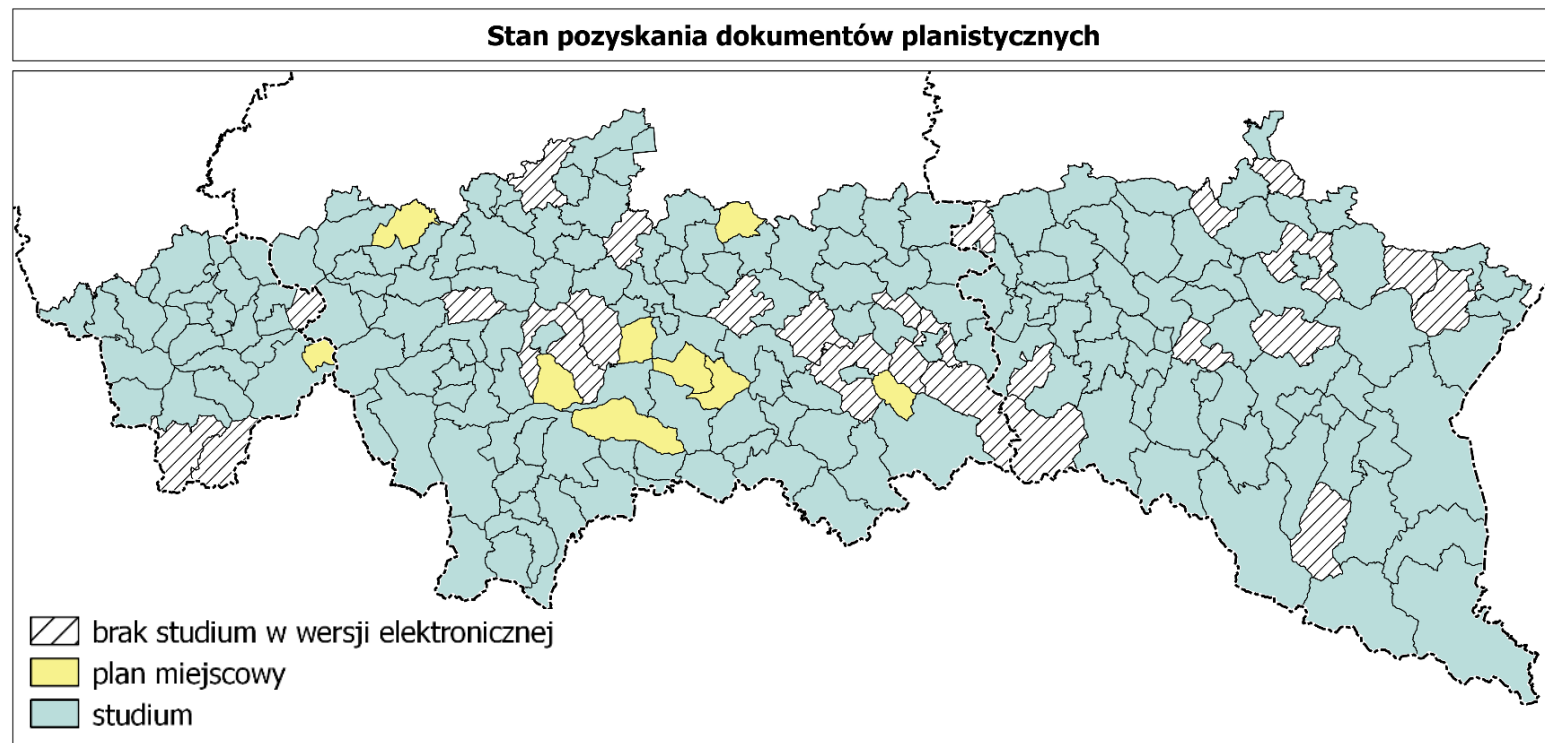 Stan pozyskania dokumentów planistycznych
brak studium w wersji elektronicznej
plan miejscowy
studium